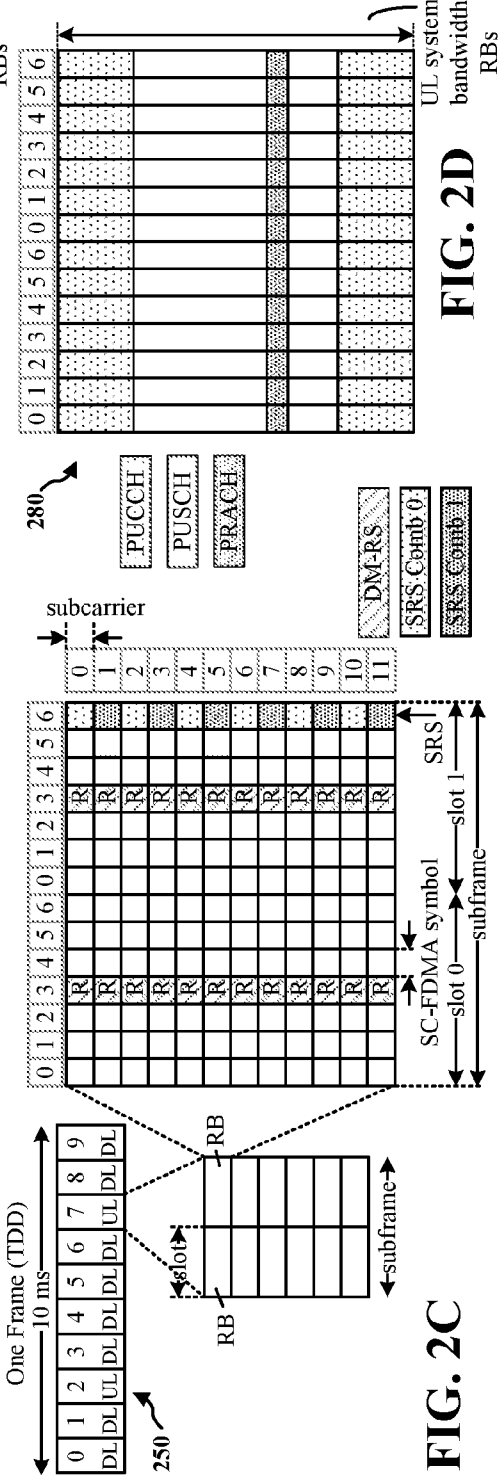 One Frame (TDD)
10 ms
0 1 2 3 4 5 6 7 8 9
DL DL UL DL DL DL DL UL DL DL
250
slot
RB
RB
subframe
FIG. 2C
0 1 2 3 4 5 6 0 1 2 3 4 5 6
subcarrier
R R 0
R R 1
R R 2
R R 3
R R 4
R R 5
R R 6
R R 7
R R 8
R R 9
R R 10
R R 11
SC-FDMA symbol
SRS
slot 0
slot 1
subframe
DM-RS
SRS Comb 0
SRS Comb 1
280
PUCCH
PUSCH
PRACH
0 1 2 3 4 5 6 0 1 2 3 4 5 6
RBs
UL system
bandwidth
RBs
FIG. 2D